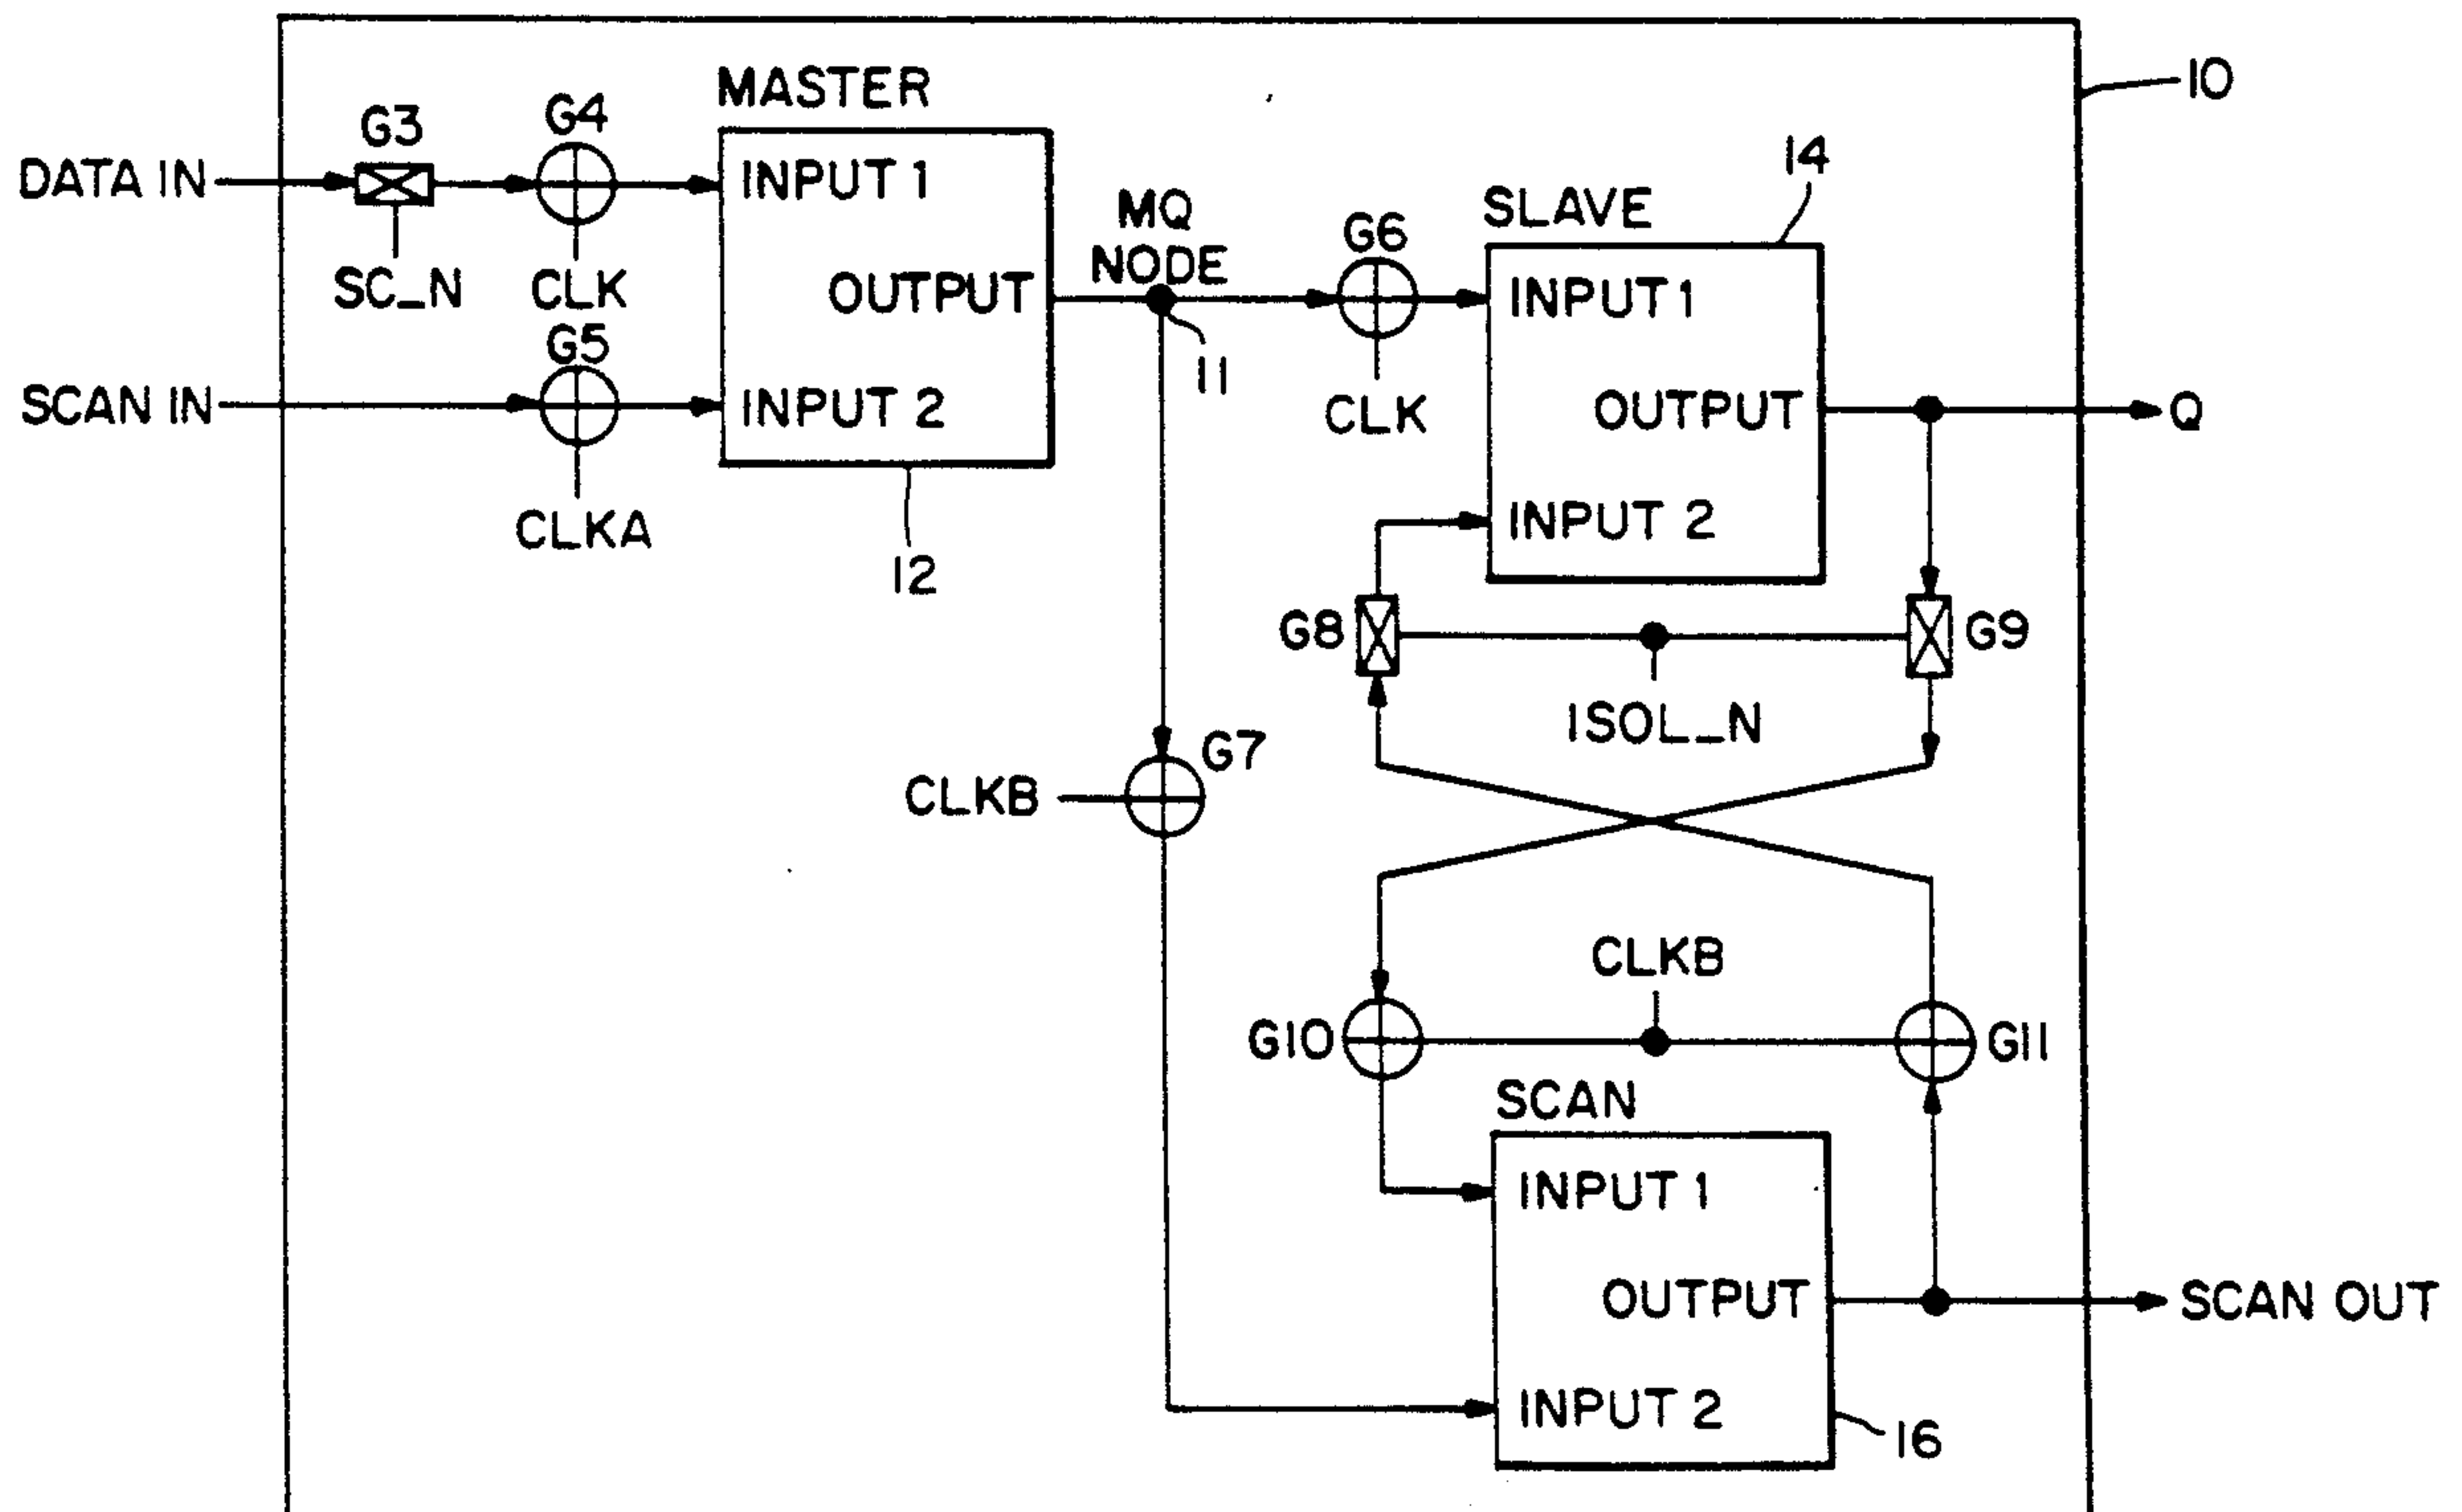 10
MASTER
G3
G4
DATA IN
INPUT 1
SC_N
CLK
OUTPUT
MQ
NODE
11
G6
CLK
SLAVE
14
INPUT 1
OUTPUT
INPUT 2
Q
G5
SCAN IN
INPUT 2
CLKA
12
G8
G9
ISOL_N
G7
CLKB
CLKB
G10
G11
SCAN
INPUT 1
OUTPUT
INPUT 2
SCAN OUT
16